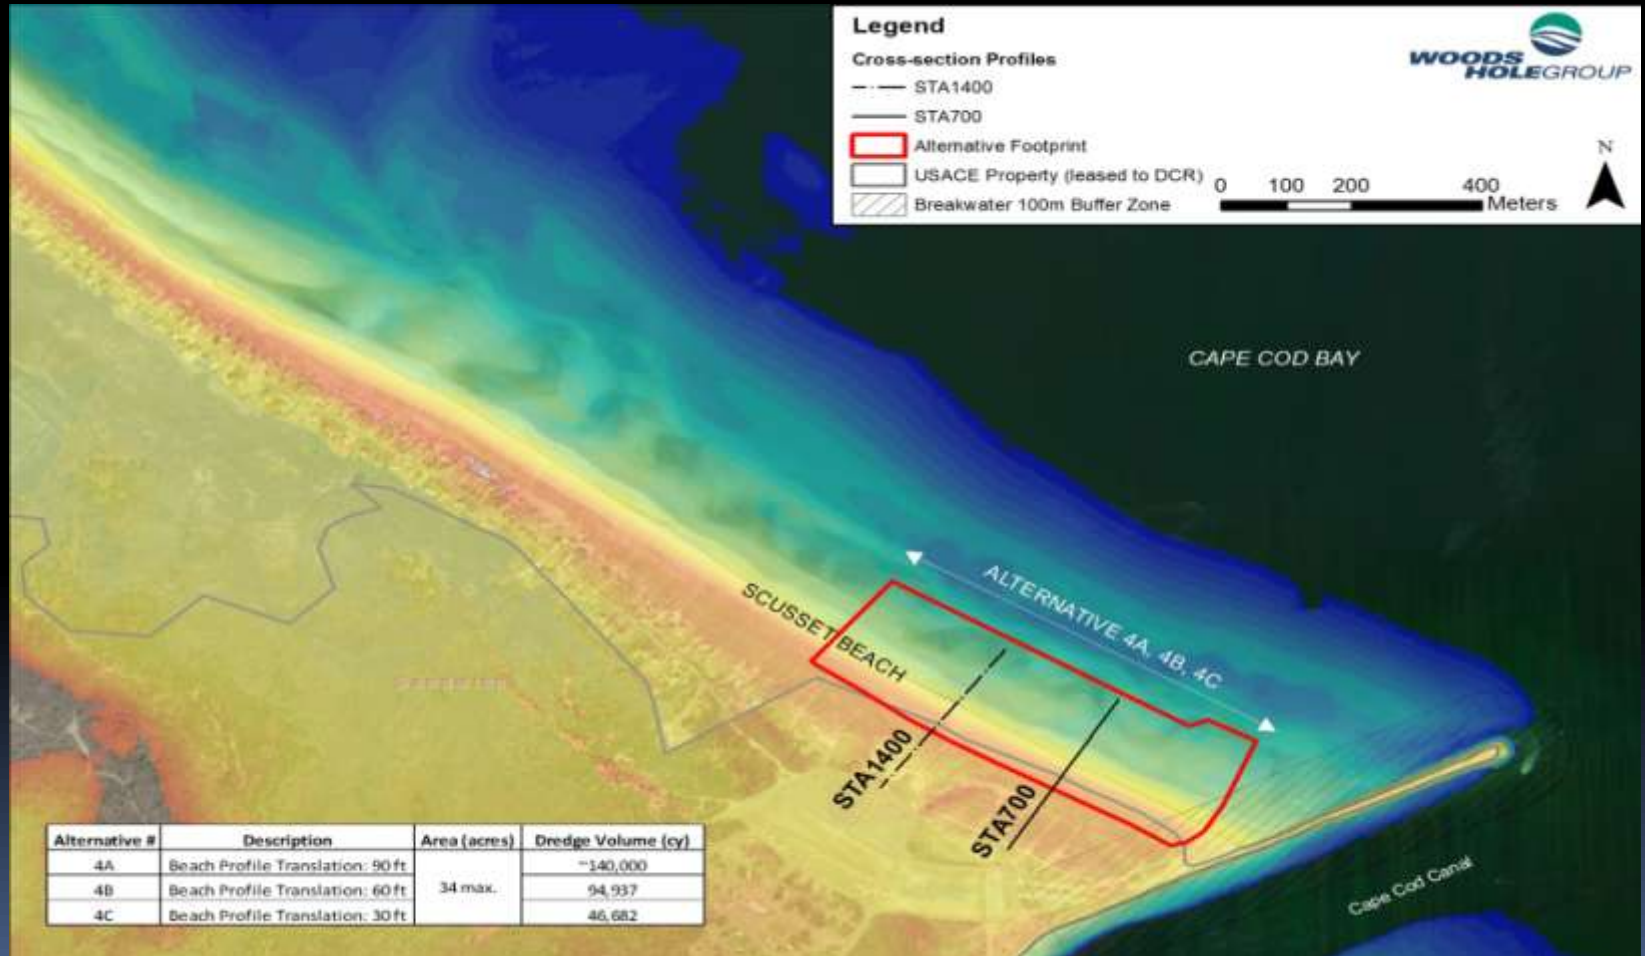 Legend
Cross-section Profiles
STA1400
STA700
Alternative Footprint
USACE Property (leased to DCR)
Breakwater 100m Buffer Zone
WOODS
HOLEGROUP
N
0 100 200 400
Meters
CAPE COD BAY
ALTERNATIVE 4A, 4B, 4C
SCUSSET BEACH
STA1400
STA700
Cape Cod Canal
Alternative # Description Area (acres) Dredge Volume (cy)
4A Beach Profile Translation: 90 ft ~140,000
4B Beach Profile Translation: 60 ft 34 max. 94,937
4C Beach Profile Translation: 30 ft 46,682